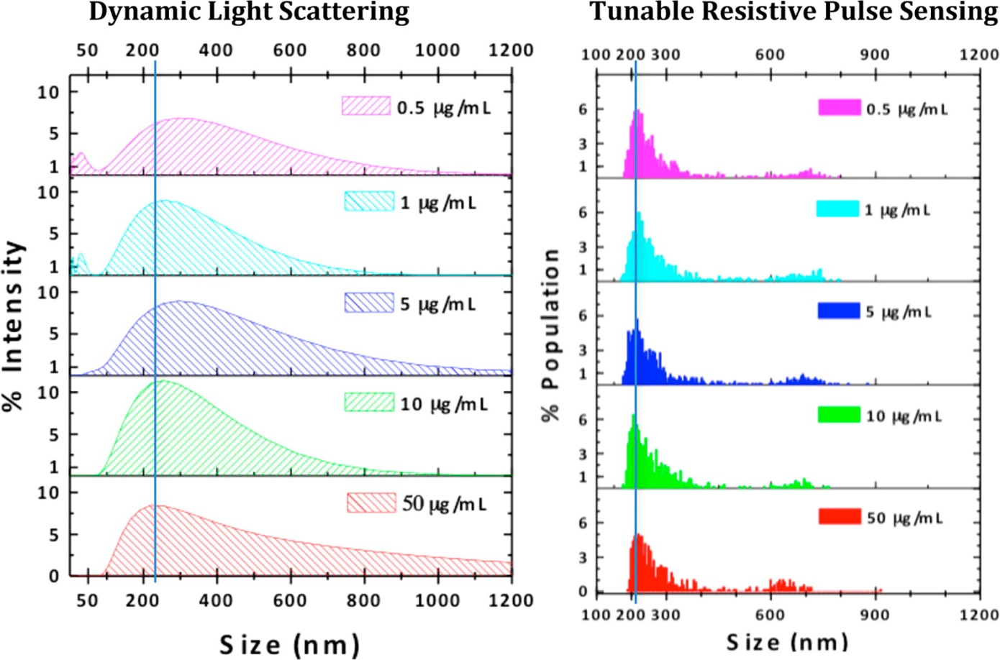 Dynamic Light Scattering
50 200 400 600 800 1000 1200
% Intensity
10
5
1
0.5 µg/mL
10
5
1
1 µg/mL
10
5
1
5 µg/mL
10
5
1
10 µg/mL
10
5
0
50 µg/mL
50 200 400 600 800 1000 1200
Size (nm)
Tunable Resistive Pulse Sensing
100 200 300 600 900 1200
% Population
6
3
1
0.5 µg/mL
6
3
1
1 µg/mL
6
3
1
5 µg/mL
6
3
1
10 µg/mL
6
3
0
50 µg/mL
100 200 300 600 900 1200
Size (nm)